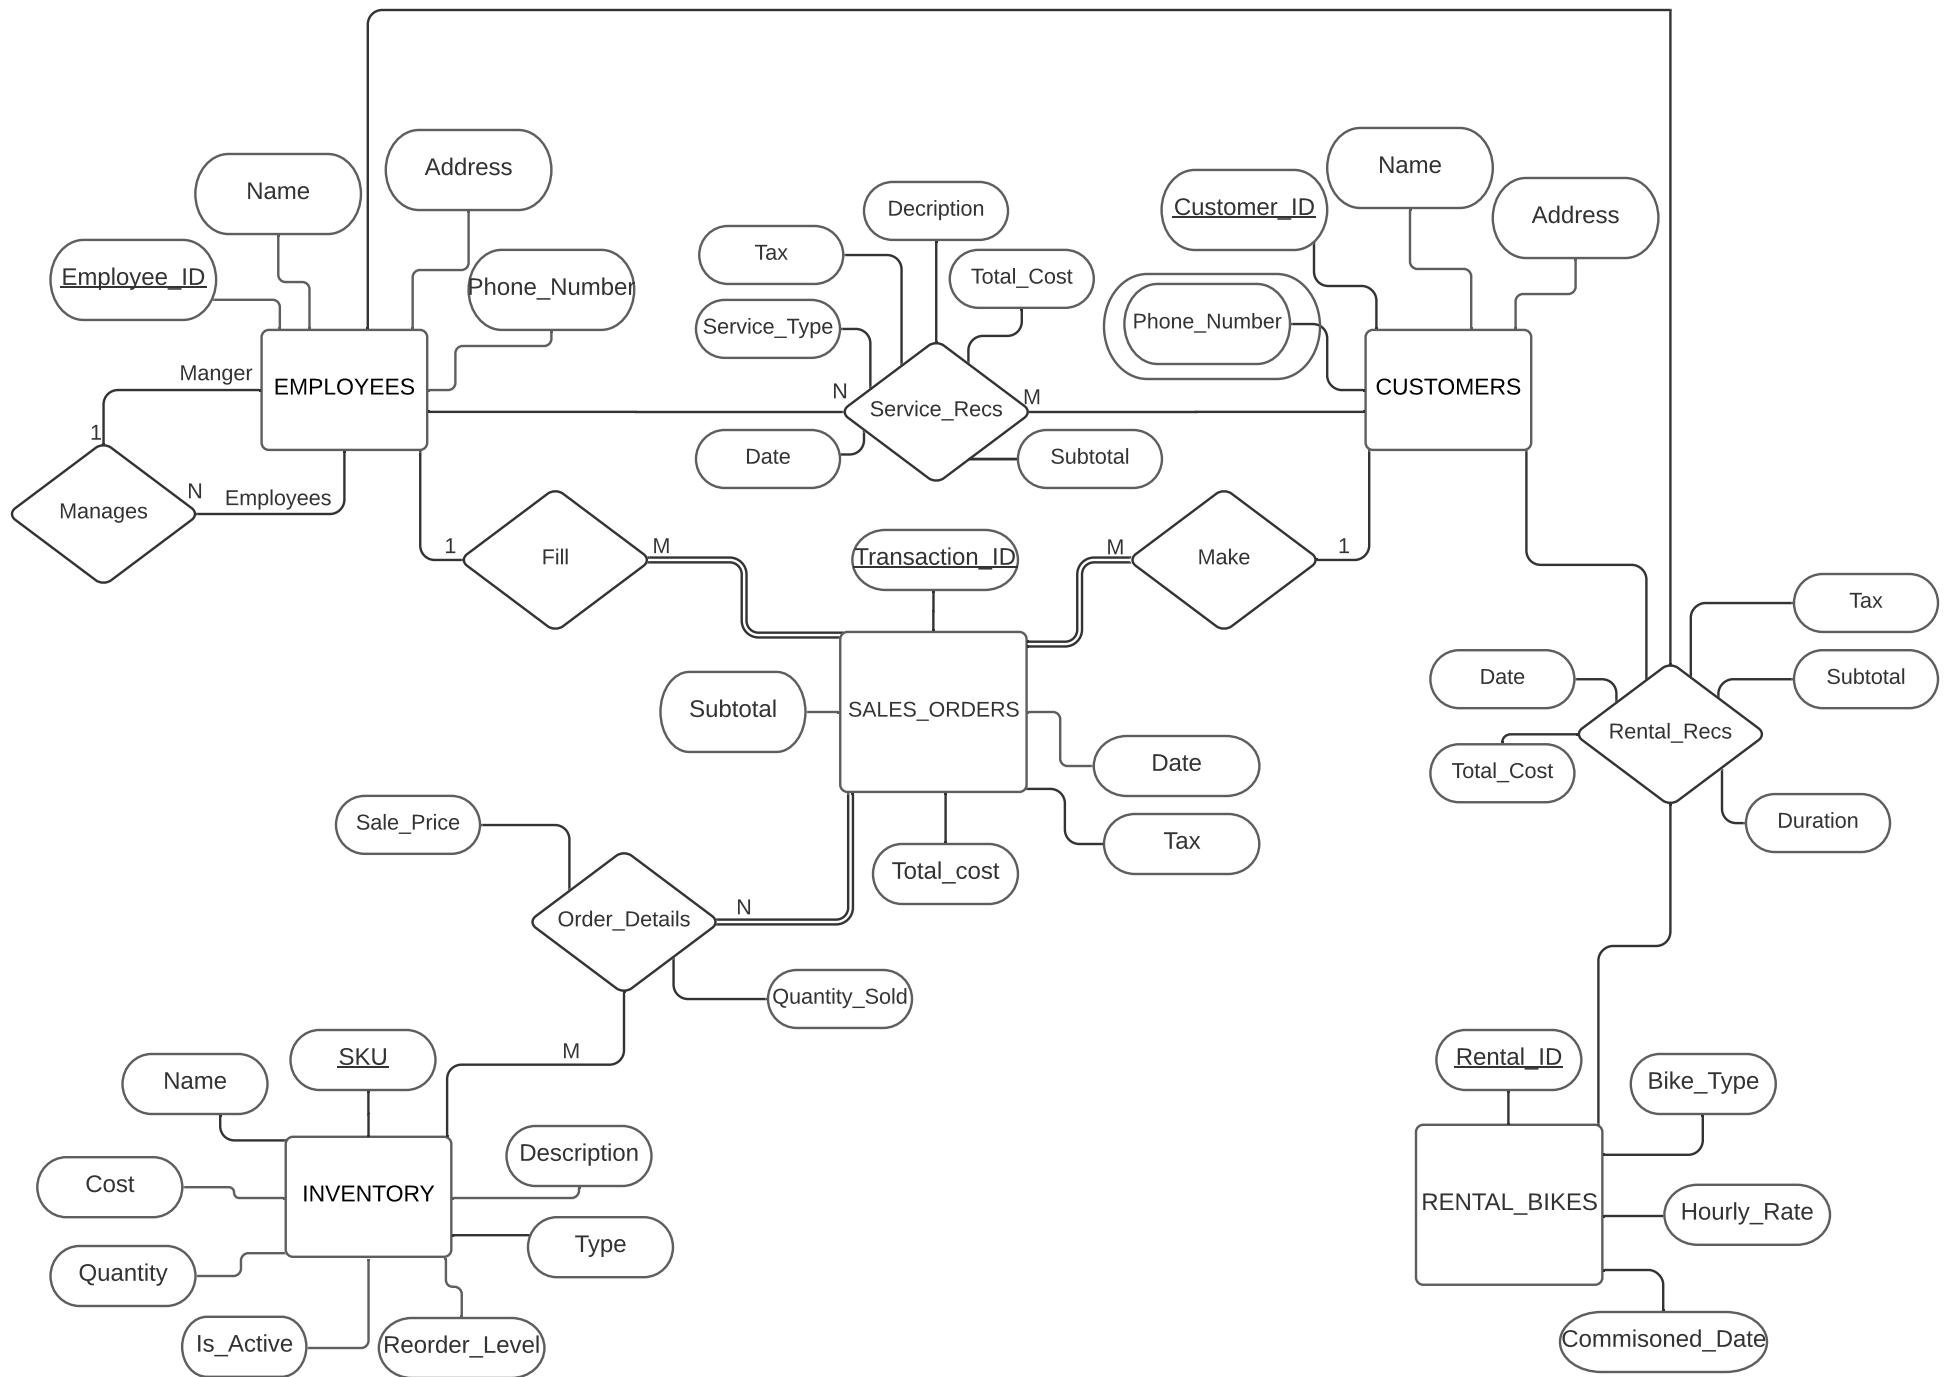 Name
Address
Employee_ID
Phone_Number
EMPLOYEES
Manger
1
Manages
N
Employees
Decription
Tax
Total_Cost
Service_Type
N
Service_Recs
M
Date
Subtotal
Customer_ID
Name
Address
Phone_Number
CUSTOMERS
1
Fill
M
Transaction_ID
M
Make
1
Subtotal
SALES_ORDERS
Date
Tax
Total_cost
Tax
Date
Subtotal
Rental_Recs
Total_Cost
Duration
Sale_Price
Order_Details
N
Quantity_Sold
M
Name
SKU
Description
Cost
INVENTORY
Type
Quantity
Is_Active
Reorder_Level
Rental_ID
Bike_Type
RENTAL_BIKES
Hourly_Rate
Commisoned_Date